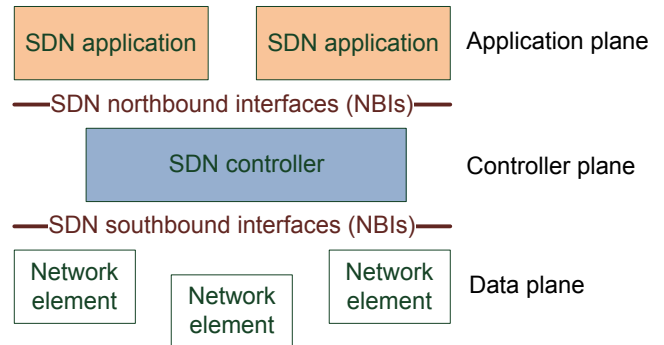 SDN application
SDN application
Application plane
SDN northbound interfaces (NBIs)
SDN controller
Controller plane
SDN southbound interfaces (NBIs)
Network
element
Network
element
Network
element
Data plane